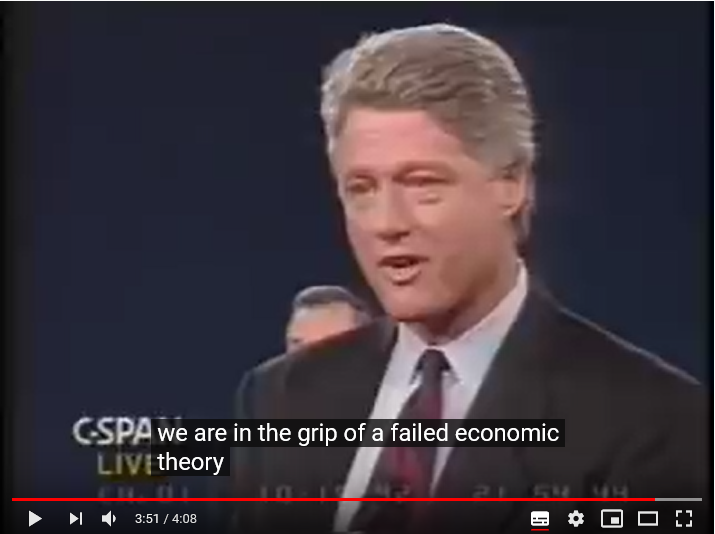 C-SPAN
LIVE
we are in the grip of a failed economic
theory
3:51 / 4:08